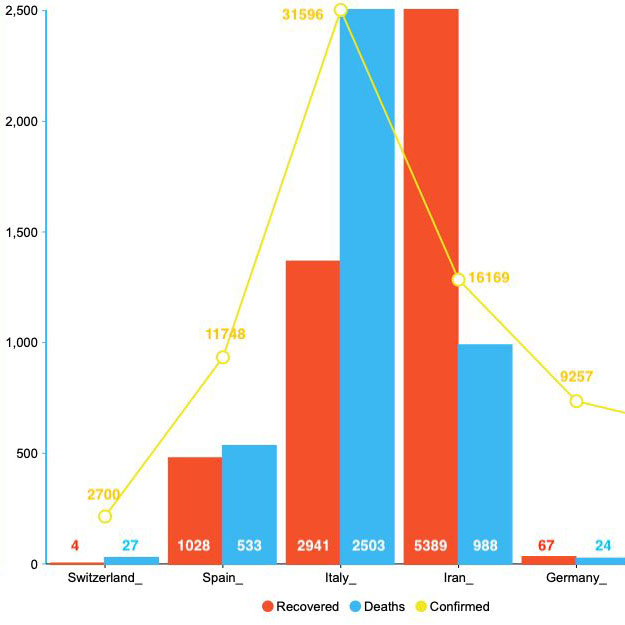 2,500
2,000
1,500
1,000
500
0
31596
16169
11748
9257
2700
4
27
1028
533
2941
2503
5389
988
67
24
Switzerland_
Spain_
Italy_
Iran_
Germany_
Recovered
Deaths
Confirmed